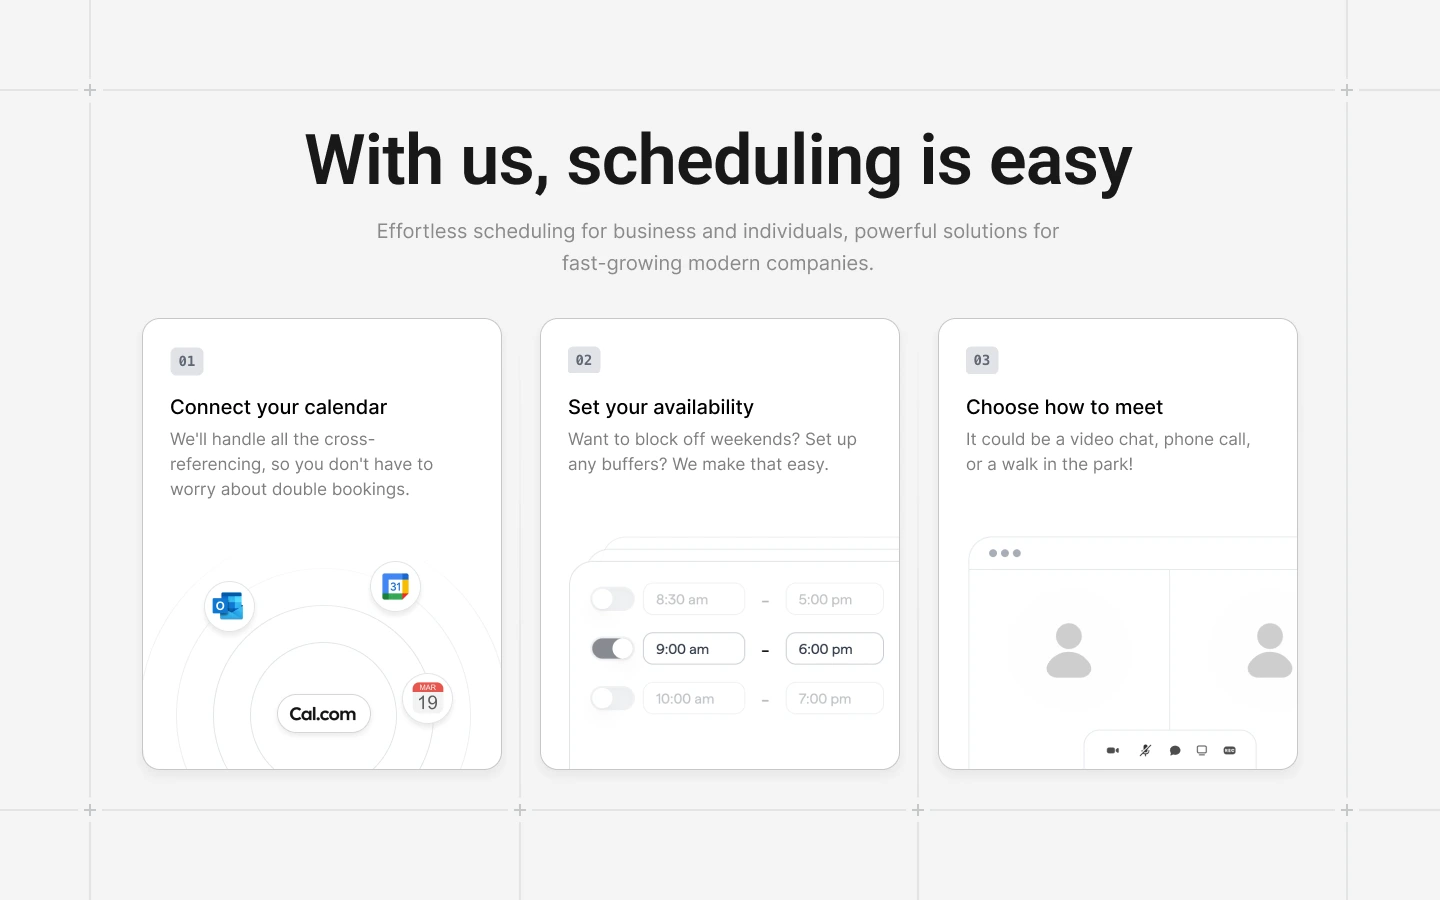 With us, scheduling is easy
Effortless scheduling for business and individuals, powerful solutions for
fast-growing modern companies.
01
Connect your calendar
We'll handle all the cross-
referencing, so you don't have to
worry about double bookings.
31
MAR
19
Cal.com
02
Set your availability
Want to block off weekends? Set up
any buffers? We make that easy.
8:30 am – 5:00 pm
9:00 am – 6:00 pm
10:00 am – 7:00 pm
03
Choose how to meet
It could be a video chat, phone call,
or a walk in the park!